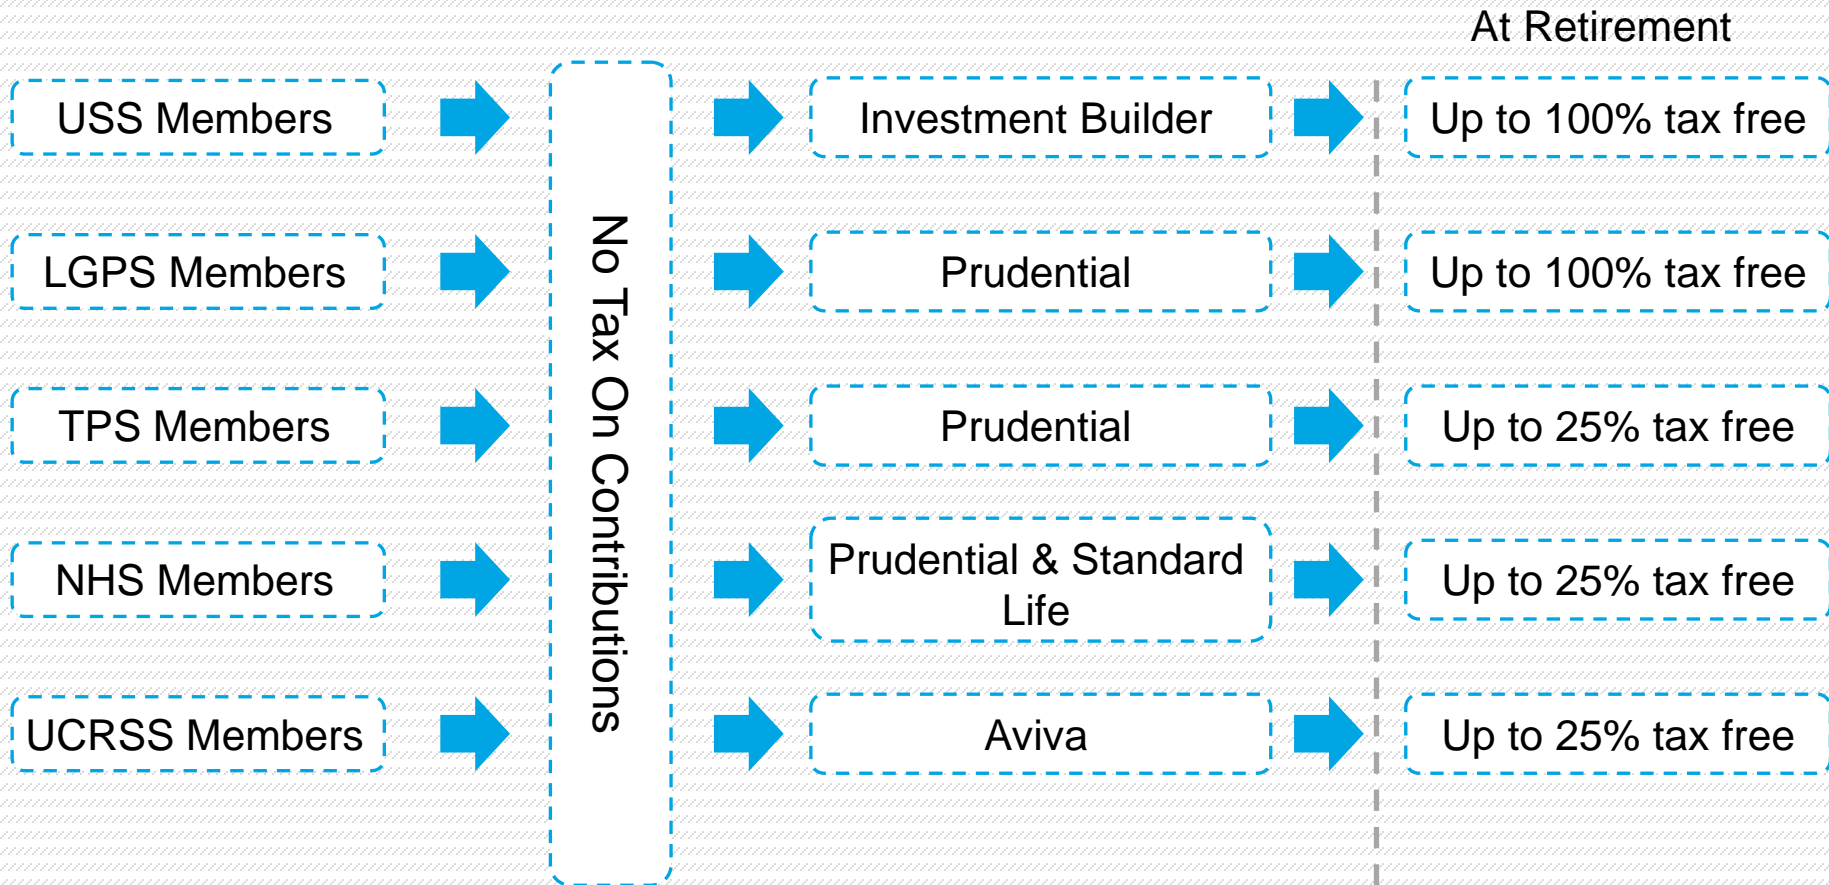 At Retirement
USS Members
Investment Builder
Up to 100% tax free
LGPS Members
Prudential
Up to 100% tax free
No Tax On Contributions
TPS Members
Prudential
Up to 25% tax free
NHS Members
Prudential & Standard
Life
Up to 25% tax free
UCRSS Members
Aviva
Up to 25% tax free